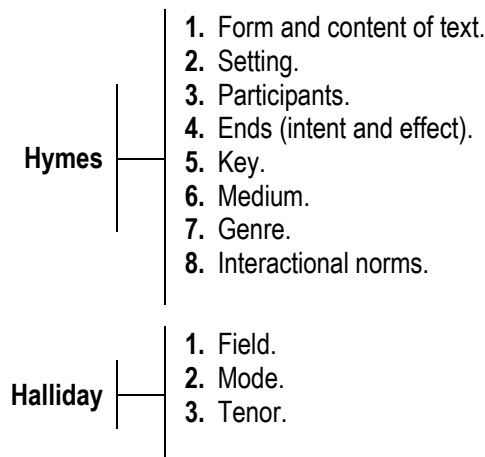 1. Form and content of text.
2. Setting.
3. Participants.
4. Ends (intent and effect).
Hymes
5. Key.
6. Medium.
7. Genre.
8. Interactional norms.
1. Field.
Halliday
2. Mode.
3. Tenor.